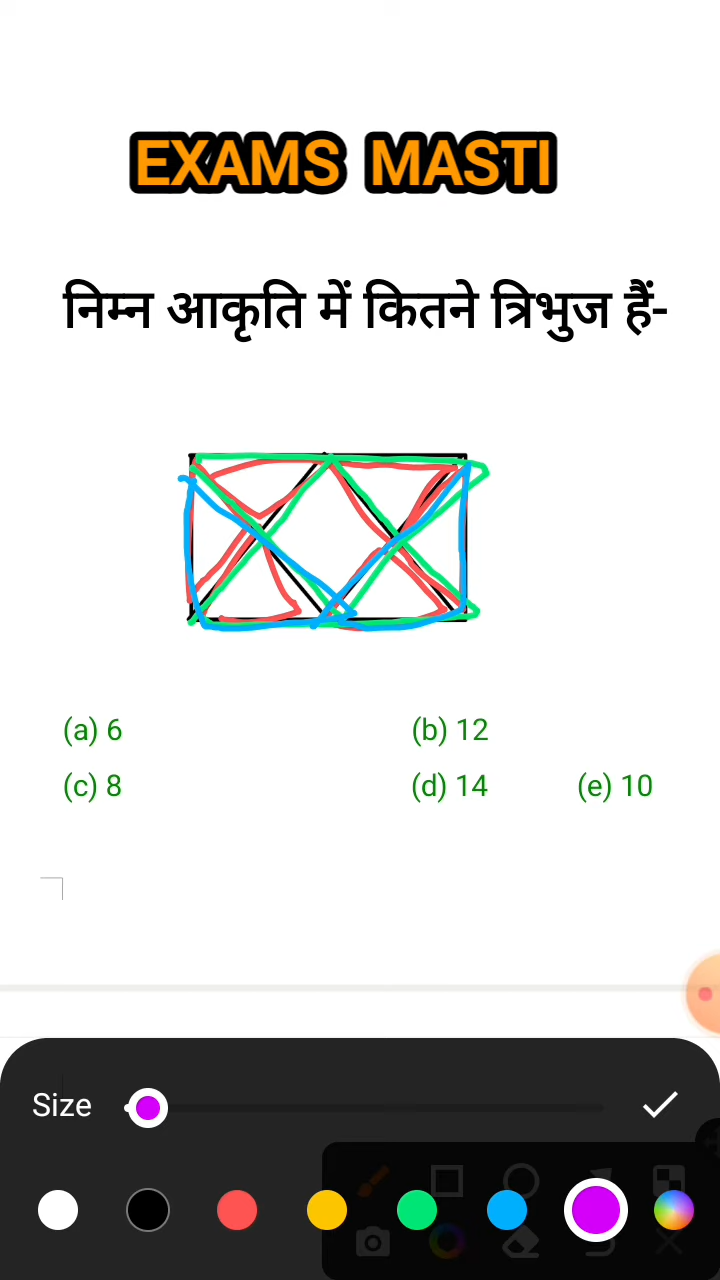 EXAMS MASTI
निम्न आकृति में कितने त्रिभुज हैं-
(a) 6 (b) 12
(c) 8 (d) 14 (e) 10
Size